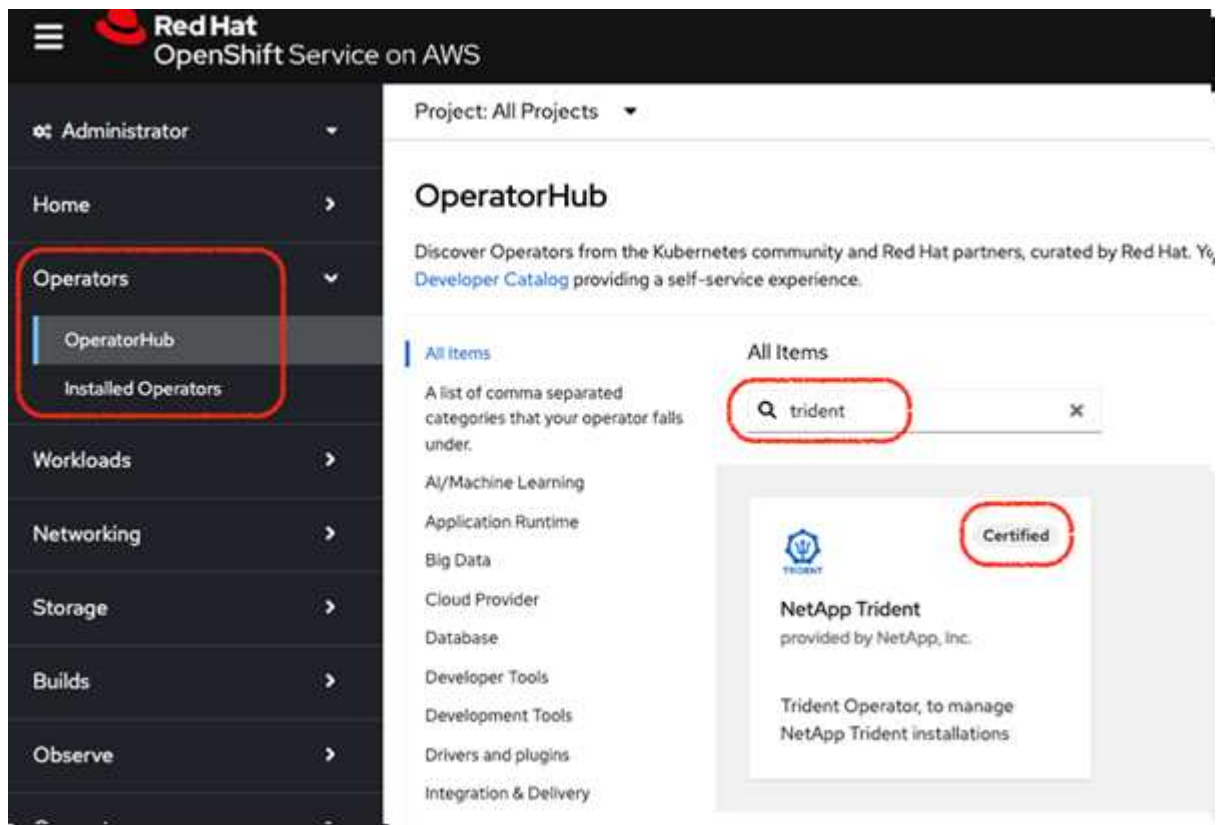 Red Hat
OpenShift Service on AWS
Administrator
Home
Operators
OperatorHub
Installed Operators
Workloads
Networking
Storage
Builds
Observe
Project: All Projects
OperatorHub
Discover Operators from the Kubernetes community and Red Hat partners, curated by Red Hat.
Developer Catalog providing a self-service experience.
All Items
A list of comma separated
categories that your operator falls
under.
AI/Machine Learning
Application Runtime
Big Data
Cloud Provider
Database
Developer Tools
Development Tools
Drivers and plugins
Integration & Delivery
All Items
trident
TRIDENT
Certified
NetApp Trident
provided by NetApp, Inc.
Trident Operator, to manage
NetApp Trident installations